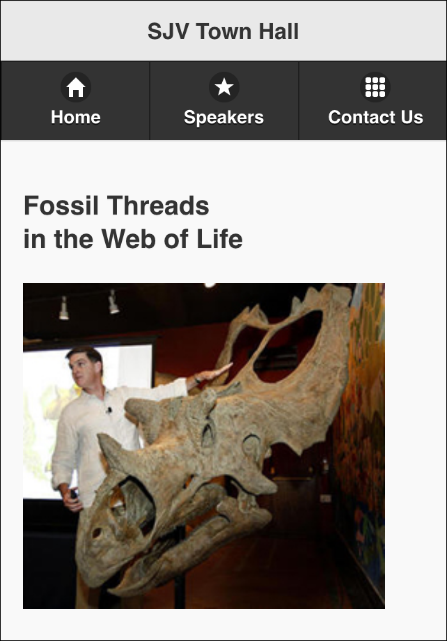 SJV Town Hall
Home
Speakers
Contact Us
Fossil Threads
in the Web of Life